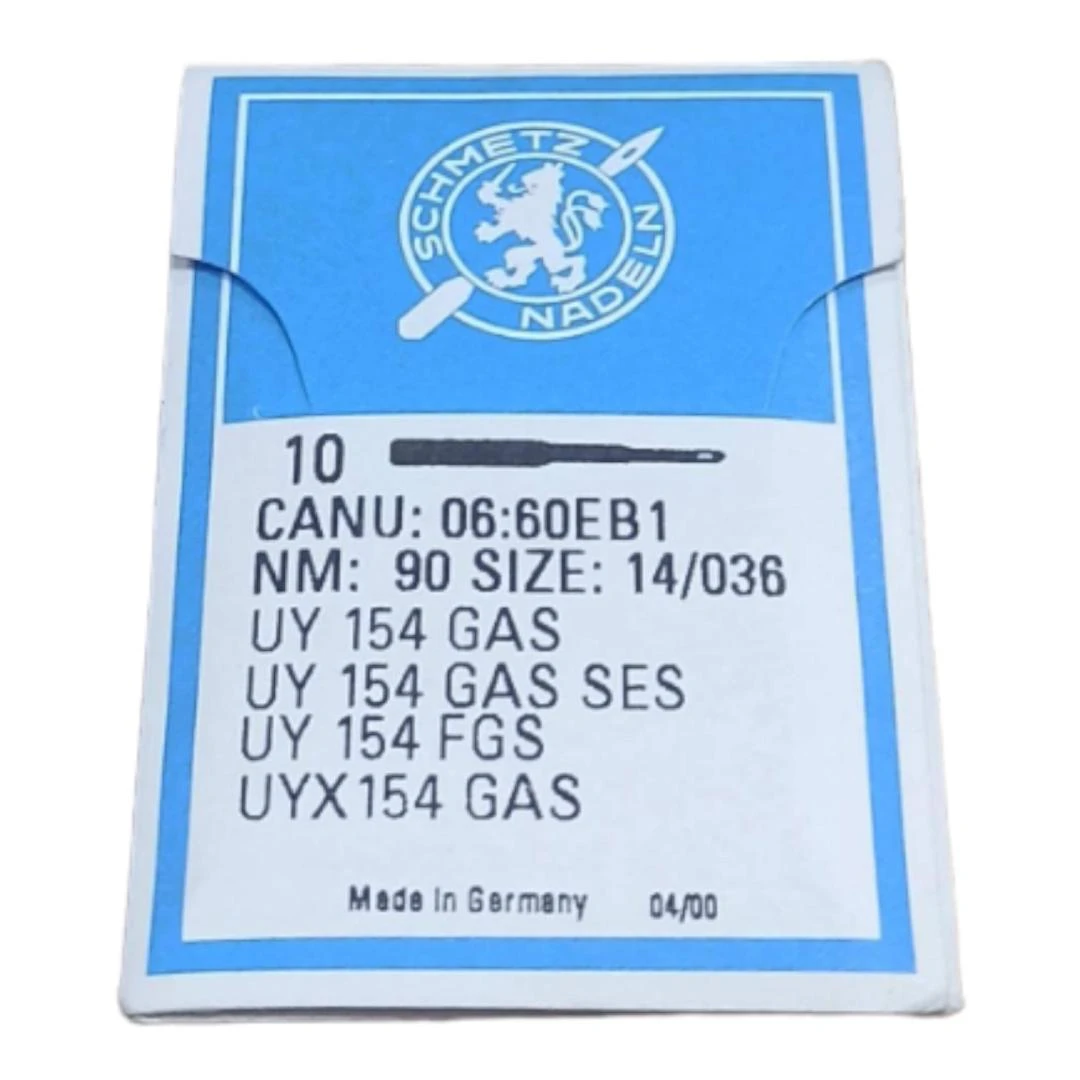 SCHMETZ
NADELN
10
CANU: 06:60EB1
NM: 90 SIZE: 14/036
UY 154 GAS
UY 154 GAS SES
UY 154 FGS
UYX154 GAS
Made in Germany 04/00